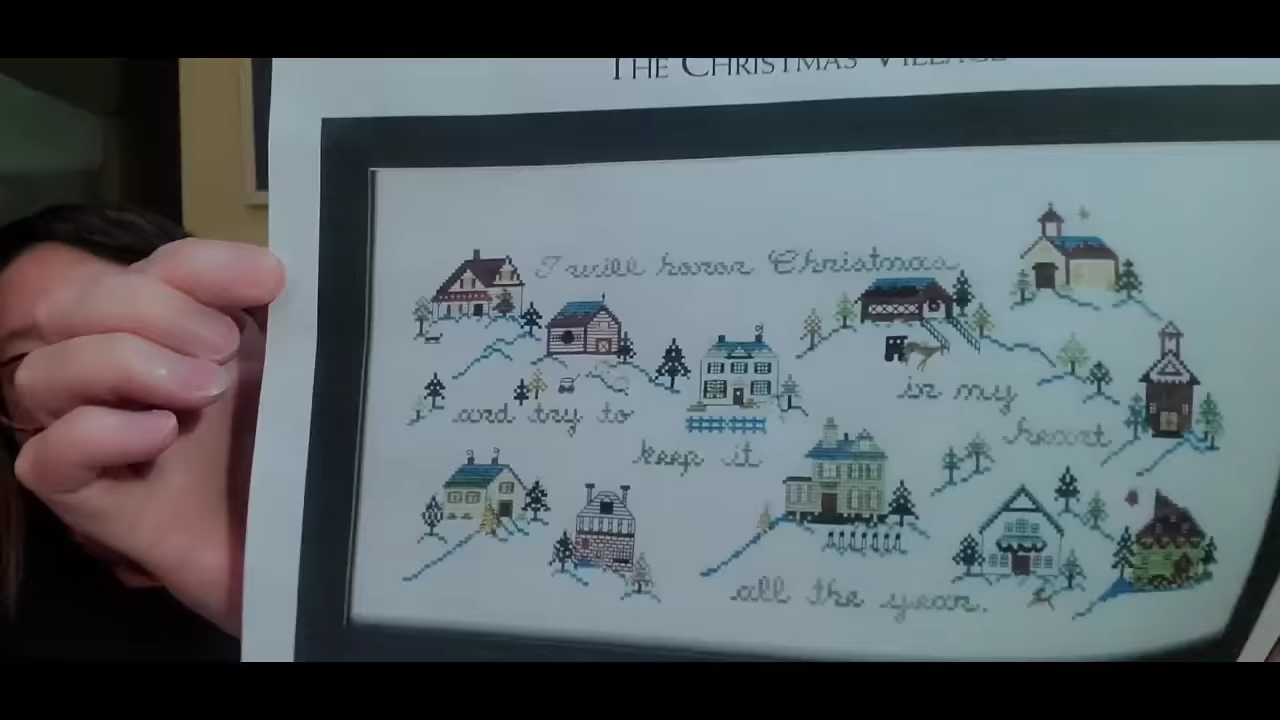 THE CHRISTMAS VILLAGE
I will honor Christmas
in my
and try to
heart
keep it
all the year.